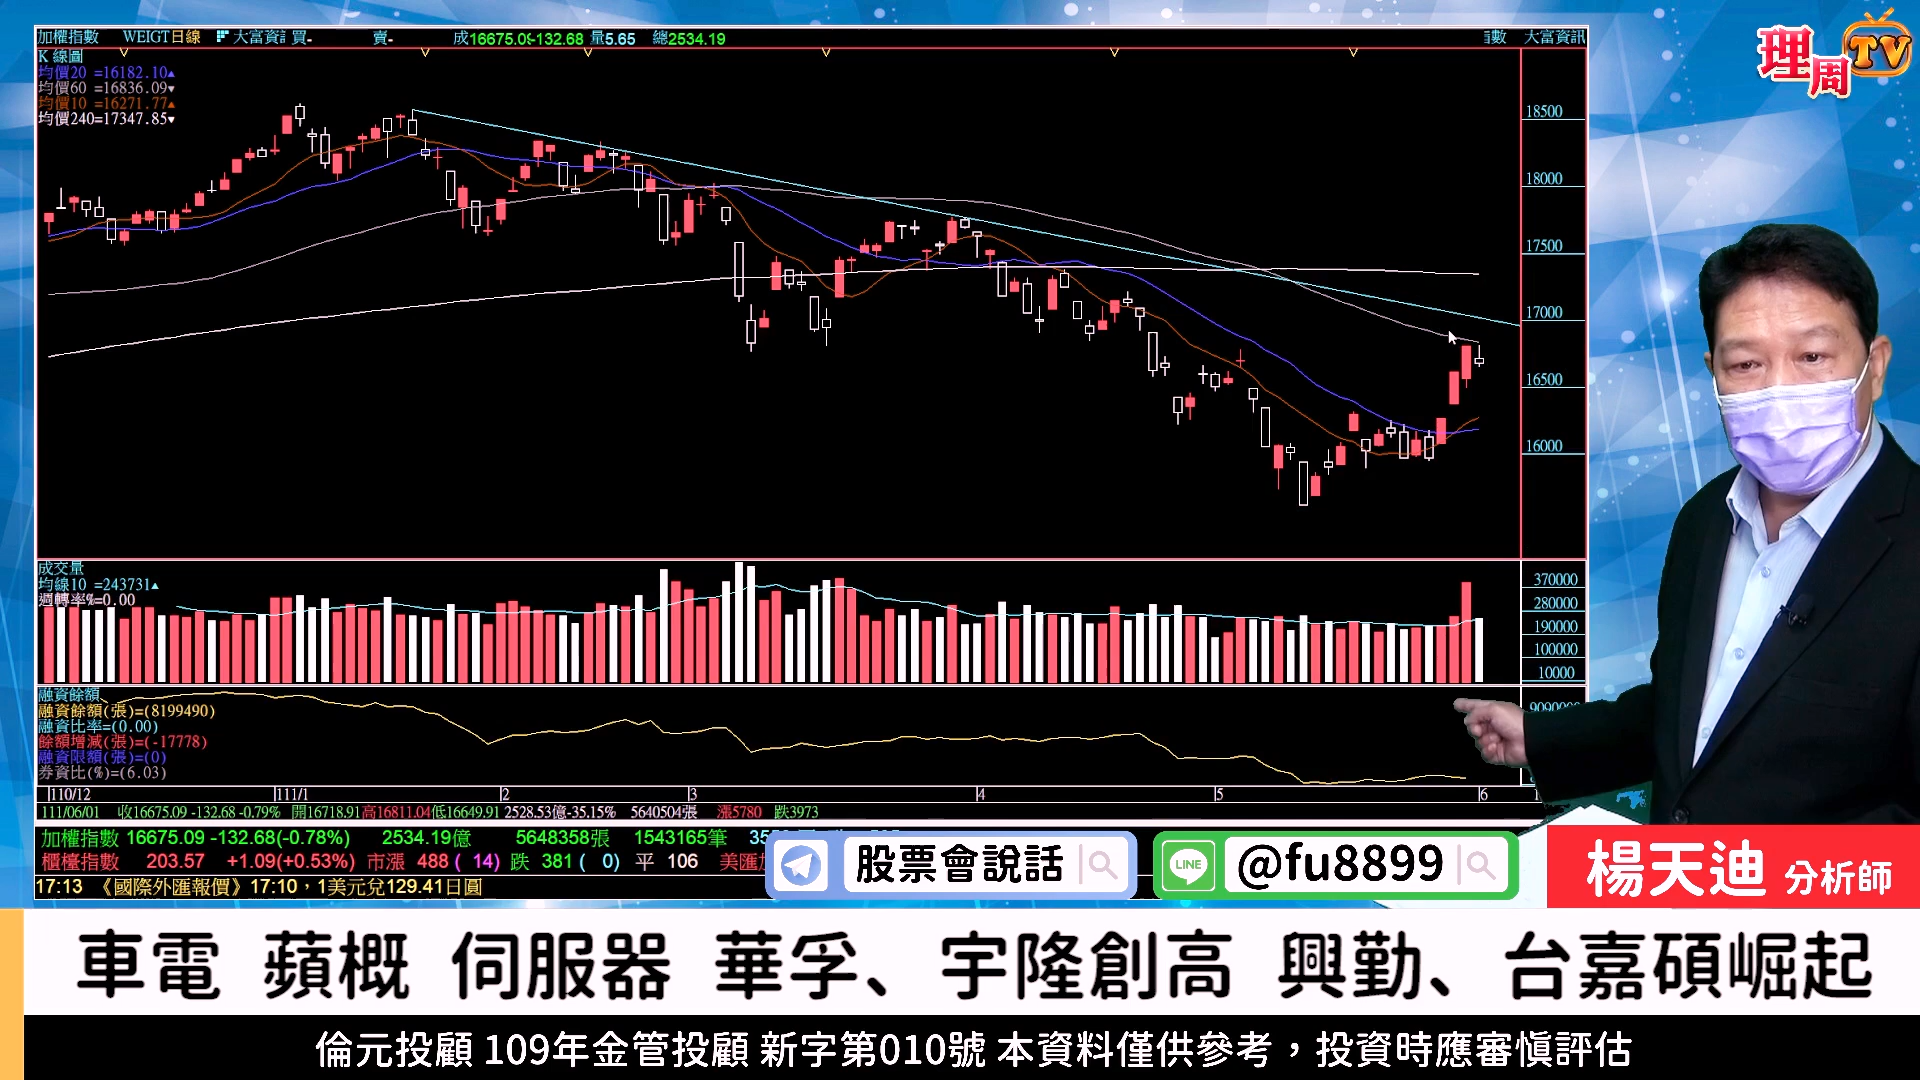 加權指數 WEIGT日線 大富資訊 買- 賣- 成16675.09 -132.68 量5.65 總2534.19 指數 大富資訊
理周TV
K 線圖
均價20 =16182.10▲
均價60 =16836.09▼
均價10 =16271.77▲
均價240=17347.85▼
18500
18000
17500
17000
16500
16000
成交量
均線10 =243731▲
週轉率%=0.00
370000
280000
190000
100000
10000
融資餘額
融資餘額(張)=(8199490)
融資比率=(0.00)
餘額增減(張)=(-17778)
融資限額(張)=(0)
券資比(%)=(6.03)
110/12 111/1 2 3 4 5 6
111/06/01 收16675.09 -132.68 -0.79% 開16718.91高16811.04低16649.91 2528.53億-35.15% 5640504張 漲5780 跌3973
加權指數 16675.09 -132.68(-0.78%) 2534.19億 5648358張 1543165筆
櫃檯指數 203.57 +1.09(+0.53%) 市漲 488 ( 14) 跌 381 ( 0) 平 106
17:13 《國際外匯報價》17:10，1美元兌129.41日圓
股票會說話
LINE @fu8899
楊天迪 分析師
車電 蘋概 伺服器 華孚、宇隆創高 興勤、台嘉碩崛起
倫元投顧 109年金管投顧 新字第010號 本資料僅供參考，投資時應審慎評估